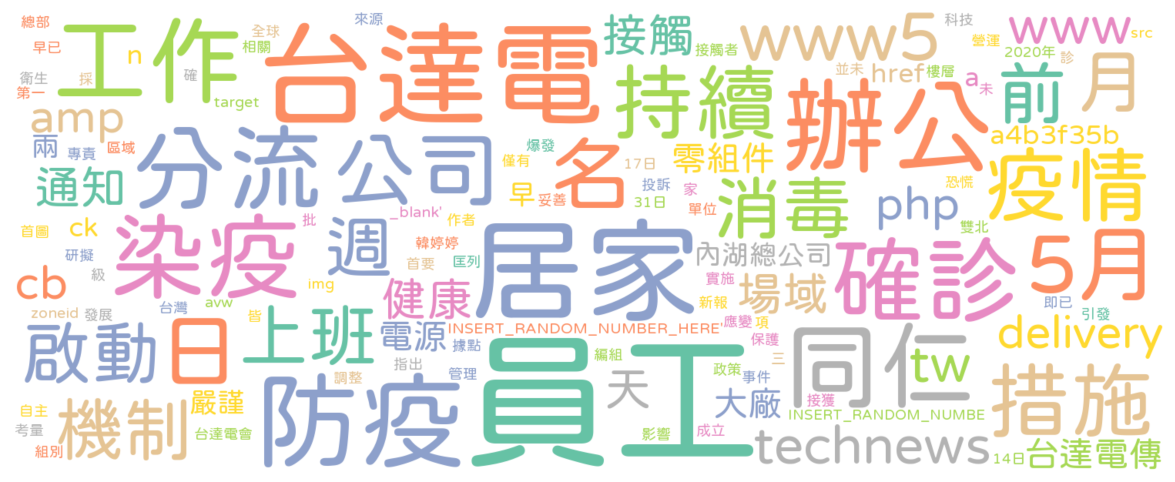 總部
早已
衛生
第一
採
工作
n
確
來源
全球
相關
target
台達電
接觸
接觸者
www5
並未
href
樓層
科技
營運
www
src
2020年
診
a
未
前
月
amp
兩
專責
區域
分流
公司
爆發
僅有
名
17日
持續
零組件
辦公
a4b3f35b
疫情
通知
早
妥善
投訴
31日
家
單位
消毒
php
恐慌
雙北
首圖
ck
研擬
染疫
批
_blank'
作者
韓婷婷
首要
匡列
週
居家
內湖總公司
實施
新報
場域
確診
5月
即已
引發
cb
級
zoneid
發展
台灣
avw
皆
img
健康
啟動
日
上班
電源
據點
INSERT_RANDOM_NUMBER_HERE'
應變
項
保護
三
同仁
tw
delivery
指出
調整
管理
編組
員工
天
政策
事件
大廠
接獲
INSERT_RANDOM_NUMBE
措施
自主
考量
組別
機制
嚴謹
台達電會
防疫
影響
成立
technews
14日
台達電傳